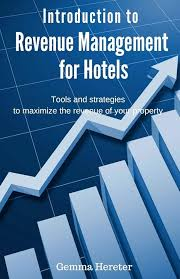 Introduction to
Revenue Management
for Hotels
Tools and strategies
to maximize the revenue of your property
Gemma Hereter